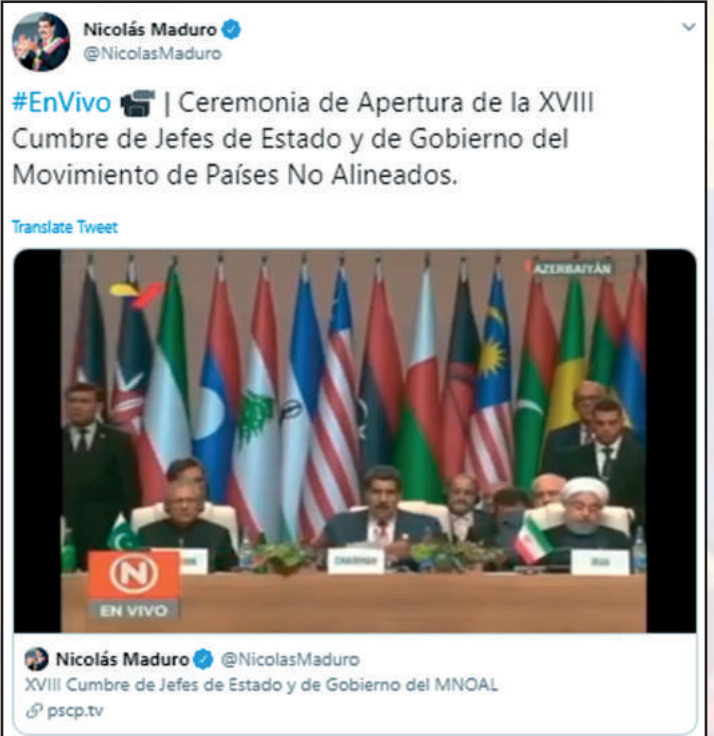 Nicolás Maduro
@NicolasMaduro
#EnVivo | Ceremonia de Apertura de la XVIII
Cumbre de Jefes de Estado y de Gobierno del
Movimiento de Países No Alineados.
Translate Tweet
AZERBAIYÁN
CHAIRMAN
IRAN
N
EN VIVO
Nicolás Maduro @NicolasMaduro
XVIII Cumbre de Jefes de Estado y de Gobierno del MNOAL
pscp.tv